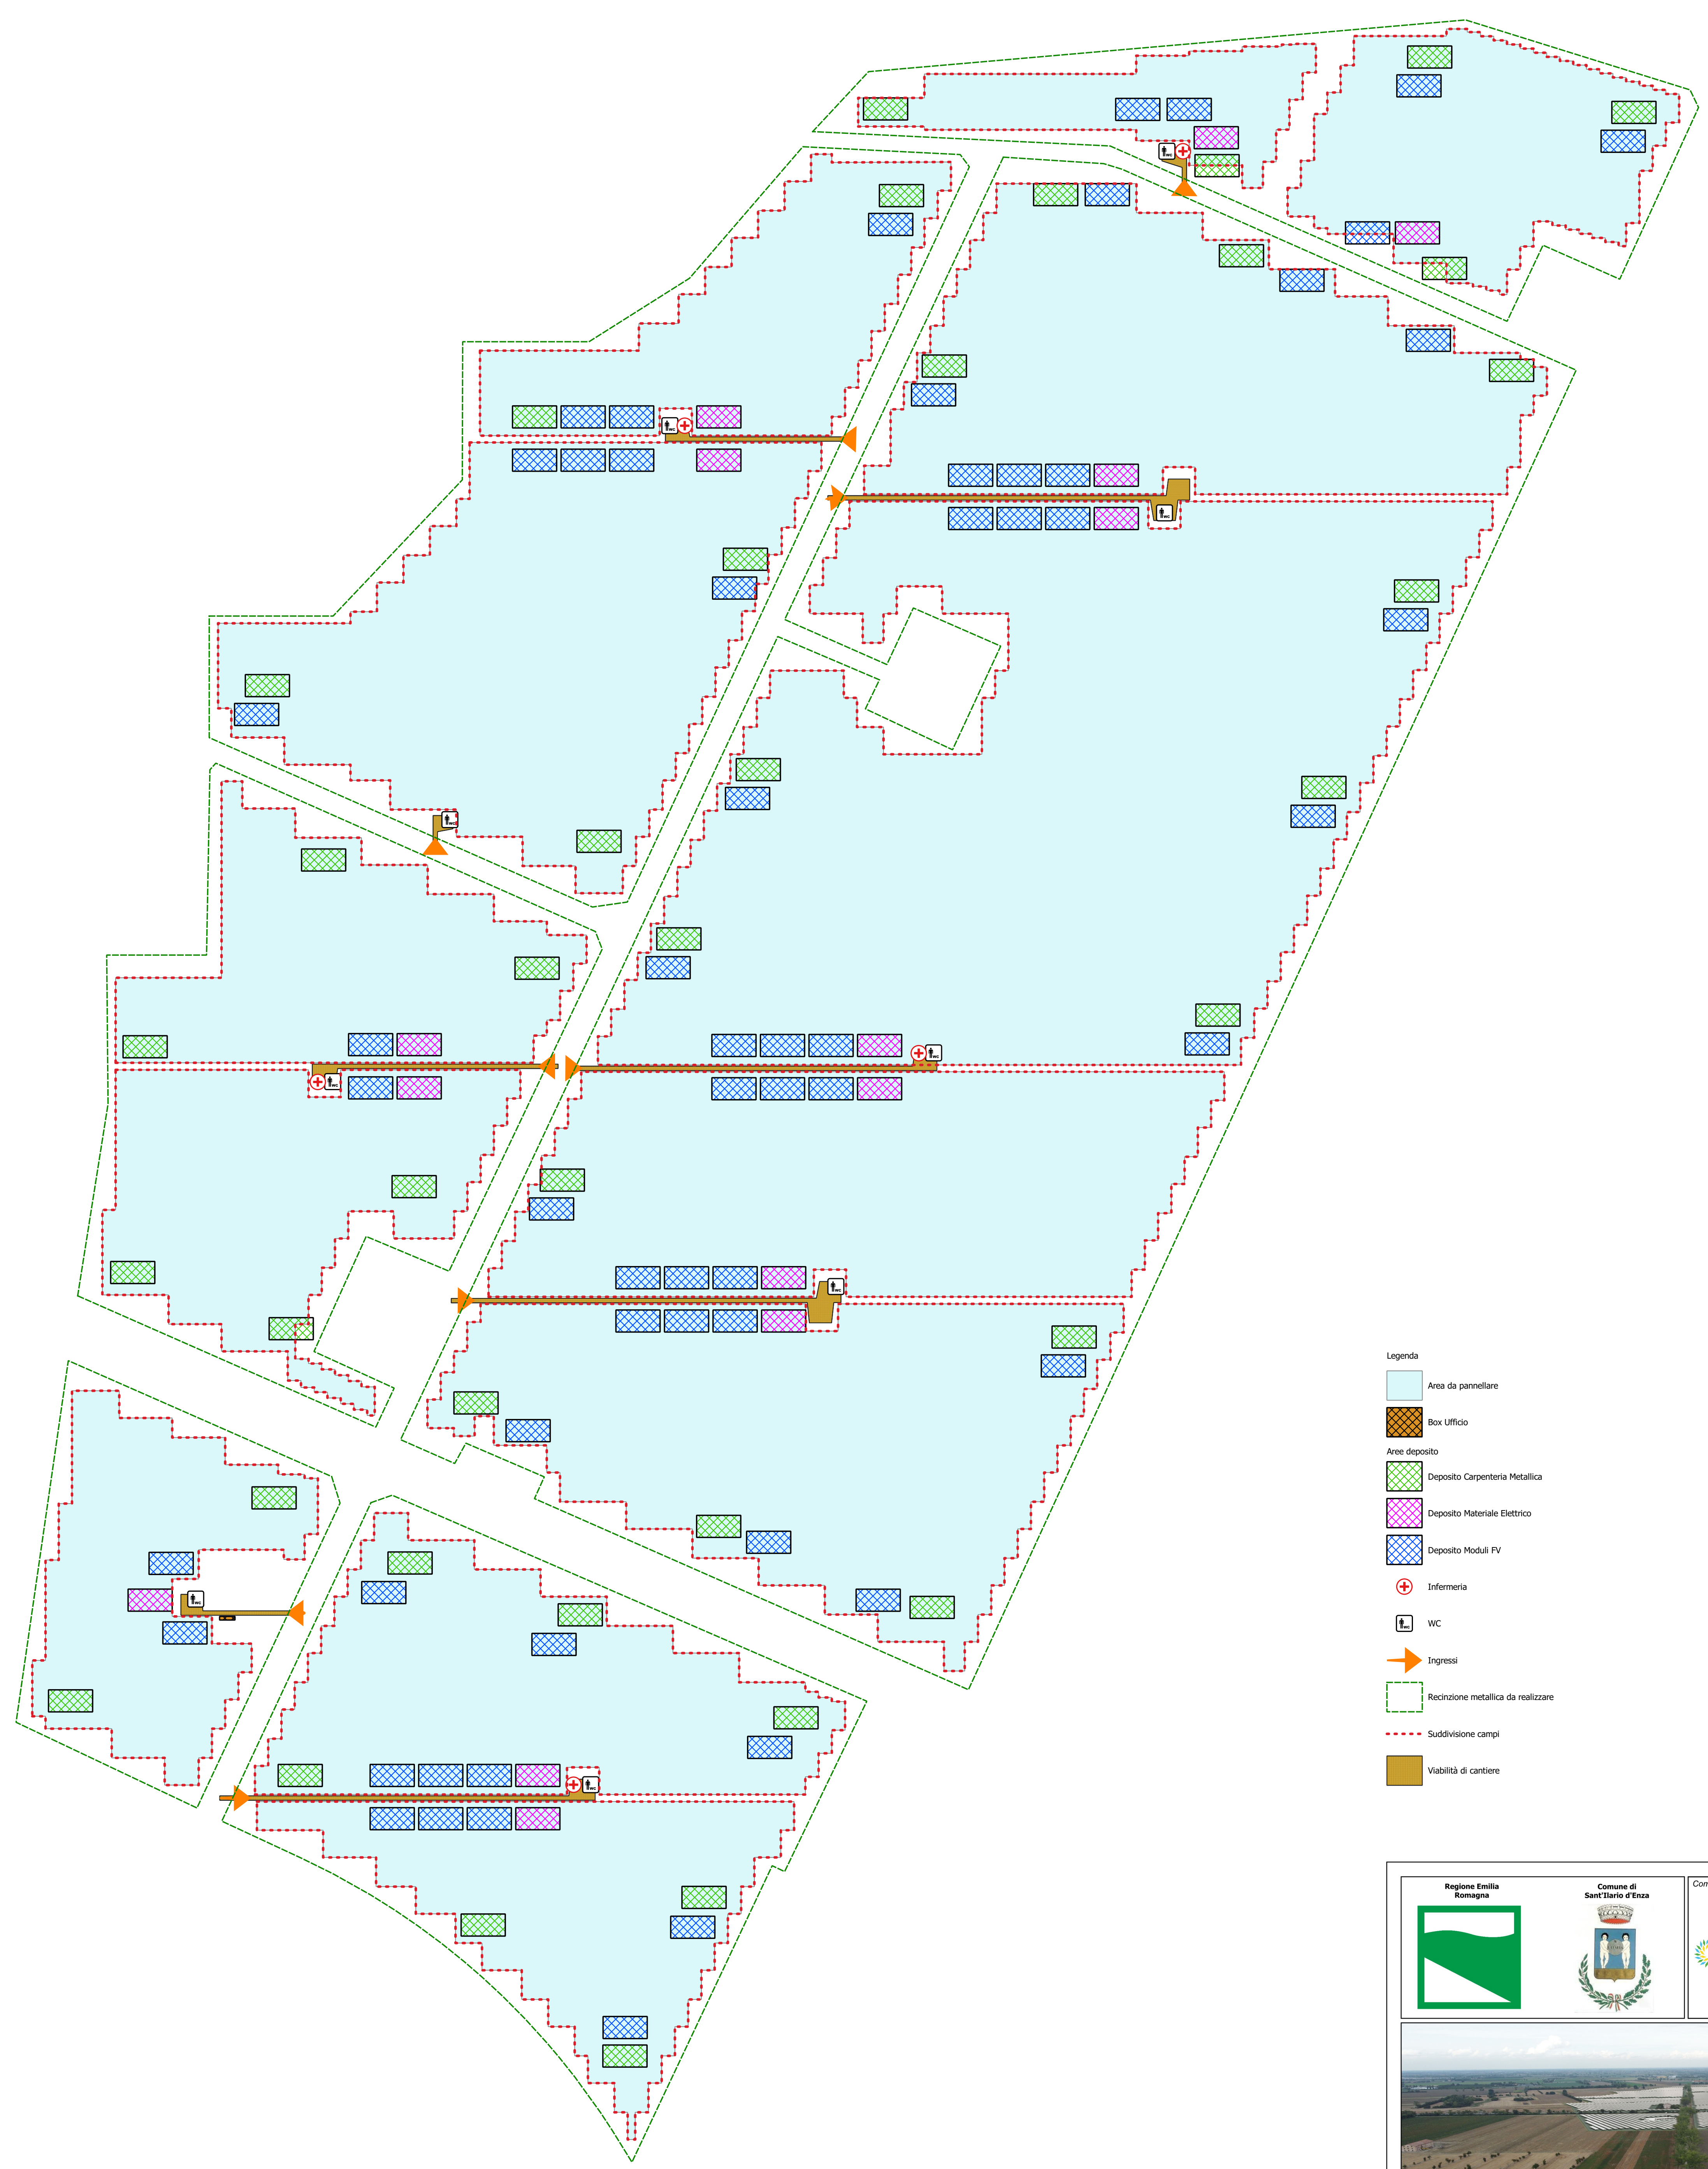 Legenda
Area da pannellare
Box Ufficio
Aree deposito
Deposito Carpenteria Metallica
Deposito Materiale Elettrico
Deposito Moduli FV
Infermeria
WC
Ingressi
Recinzione metallica da realizzare
Suddivisione campi
Viabilità di cantiere
Regione Emilia
Romagna
Comune di
Sant'Ilario d'Enza
Com